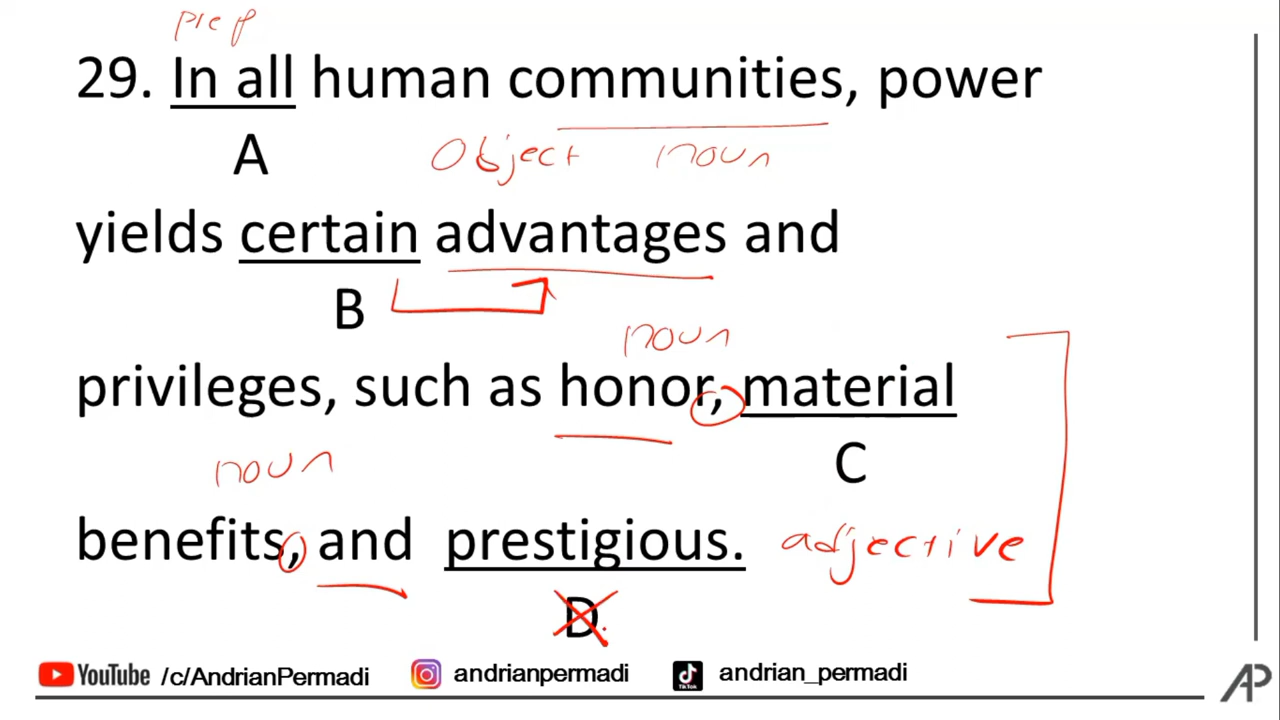 prep
29. In all human communities, power
A
Object noun
yields certain advantages and
B
noun
privileges, such as honor, material
C
noun
benefits, and prestigious. adjective
D
YouTube /c/AndrianPermadi andrianpermadi TikTok andrian_permadi AP